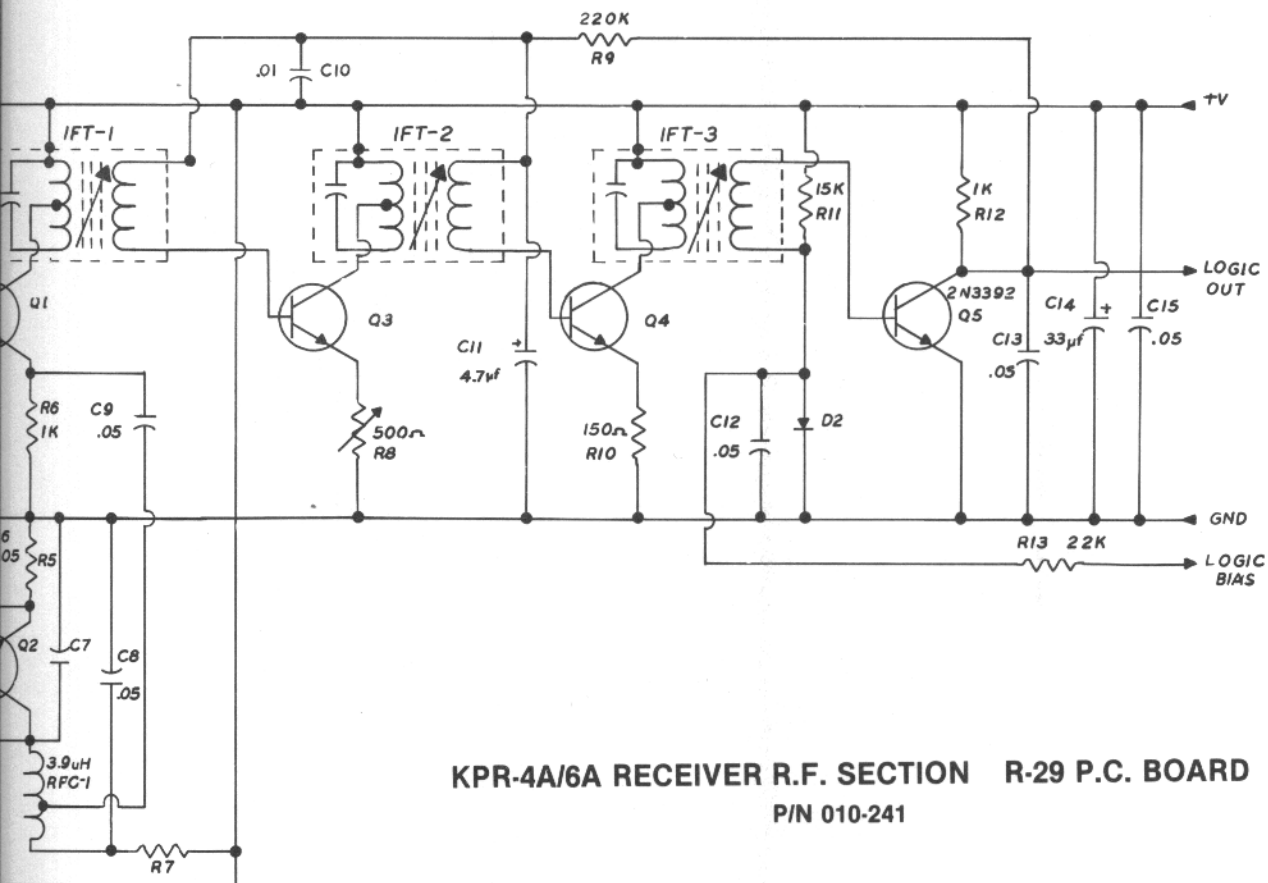 220K
R9
.01 C10
+V
IFT-1
IFT-2
IFT-3
15K
R11
1K
R12
LOGIC
OUT
2N3392
Q5
Q1
Q3
Q4
C11
+
4.7µf
C13
.05
C14
+
33µf
C15
.05
R6
1K
C9
.05
500Ω
R8
150Ω
R10
C12
.05
D2
GND
R13 22K
LOGIC
BIAS
6
05
R5
Q2
C7
C8
.05
3.9uH
RFC-1
R7
KPR-4A/6A RECEIVER R.F. SECTION R-29 P.C. BOARD
P/N 010-241